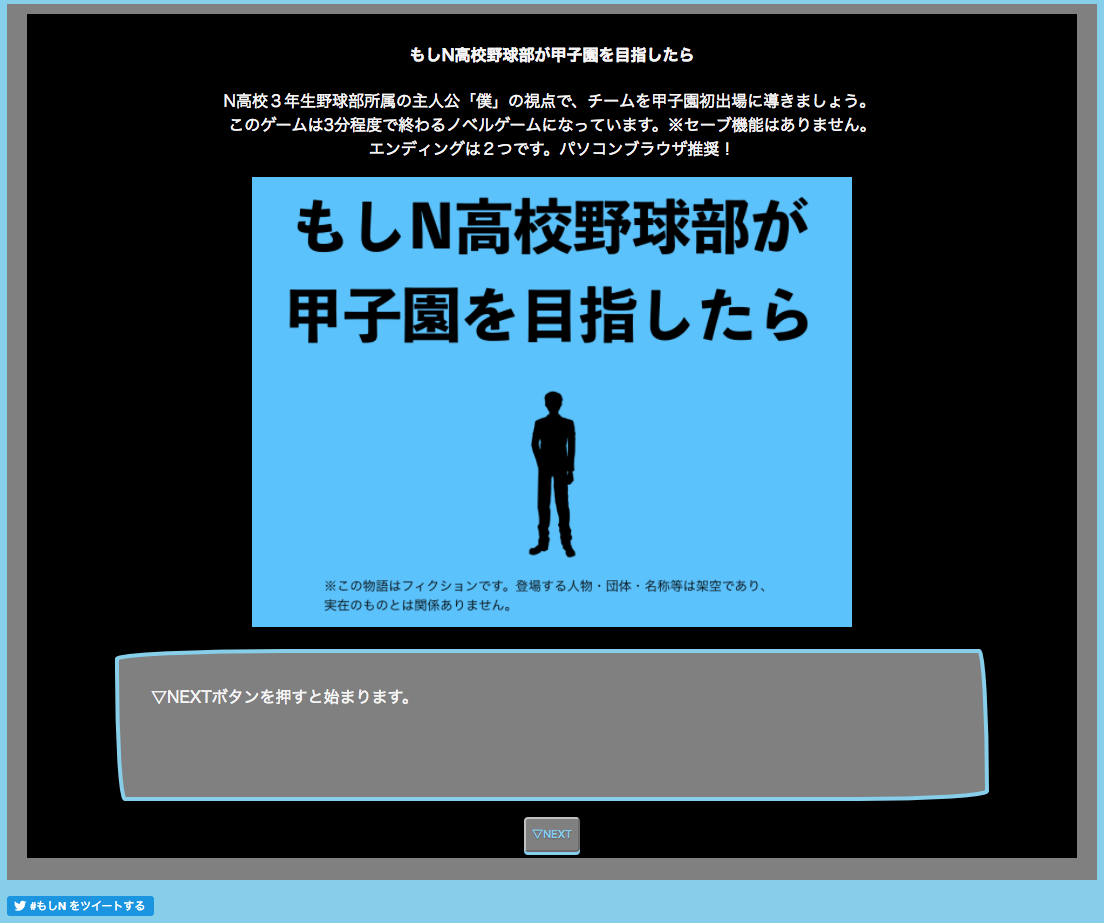 もしN高校野球部が甲子園を目指したら
N高校３年生野球部所属の主人公「僕」の視点で、チームを甲子園初出場に導きましょう。
このゲームは3分程度で終わるノベルゲームになっています。※セーブ機能はありません。
エンディングは２つです。パソコンブラウザ推奨！
もしN高校野球部が
甲子園を目指したら
※この物語はフィクションです。登場する人物・団体・名称等は架空であり、
実在のものとは関係ありません。
▽NEXTボタンを押すと始まります。
▽NEXT
#もしN をツイートする